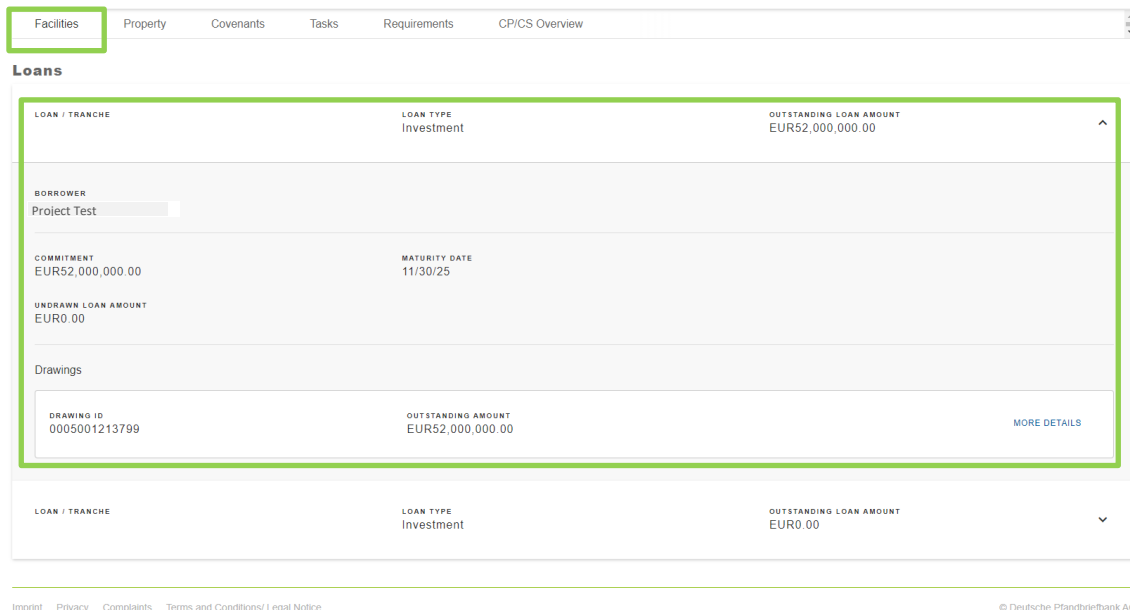 Facilities Property Covenants Tasks Requirements CP/CS Overview
Loans
LOAN / TRANCHE LOAN TYPE OUTSTANDING LOAN AMOUNT
Investment EUR52,000,000.00
BORROWER
Project Test
COMMITMENT MATURITY DATE
EUR52,000,000.00 11/30/25
UNDRAWN LOAN AMOUNT
EUR0.00
Drawings
DRAWING ID OUTSTANDING AMOUNT
0005001213799 EUR52,000,000.00 MORE DETAILS
LOAN / TRANCHE LOAN TYPE OUTSTANDING LOAN AMOUNT
Investment EUR0.00
Imprint Privacy Complaints Terms and Conditions/ Legal Notice © Deutsche Pfandbriefbank